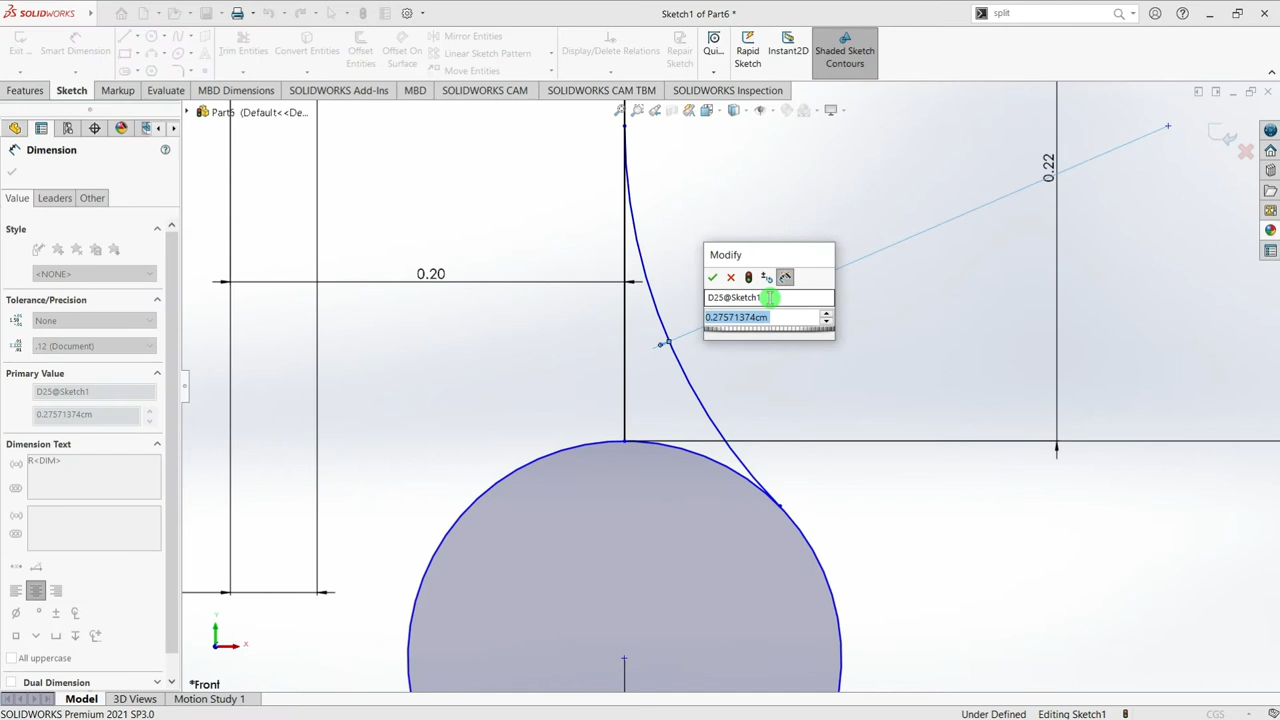 SOLIDWORKS
Sketch1 of Part6 *
split
Exit ...
Smart Dimension
Trim Entities
Convert Entities
Offset Entities
Offset On Surface
Mirror Entities
Linear Sketch Pattern
Move Entities
Display/Delete Relations
Repair Sketch
Qui...
Rapid Sketch
Instant2D
Shaded Sketch Contours
Features
Sketch
Markup
Evaluate
MBD Dimensions
SOLIDWORKS Add-Ins
MBD
SOLIDWORKS CAM
SOLIDWORKS CAM TBM
SOLIDWORKS Inspection
Part6 (Default<<De...
Dimension
Value
Leaders
Other
Style
<NONE>
Tolerance/Precision
None
.12 (Document)
Primary Value
D25@Sketch1
0.27571374cm
Dimension Text
R<DIM>
All uppercase
Dual Dimension
0.20
0.22
Modify
D25@Sketch1
0.27571374cm
Y
X
*Front
Model
3D Views
Motion Study 1
SOLIDWORKS Premium 2021 SP3.0
Under Defined
Editing Sketch1
CGS